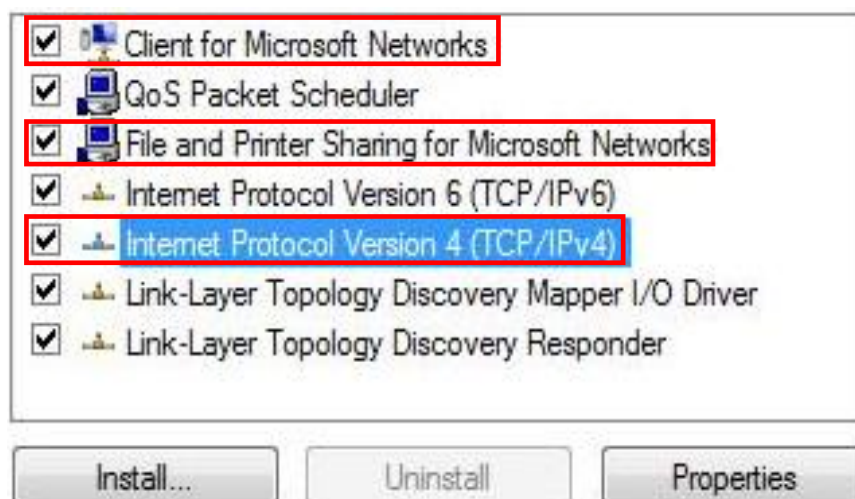 Client for Microsoft Networks
QoS Packet Scheduler
File and Printer Sharing for Microsoft Networks
Internet Protocol Version 6 (TCP/IPv6)
Internet Protocol Version 4 (TCP/IPv4)
Link-Layer Topology Discovery Mapper I/O Driver
Link-Layer Topology Discovery Responder
Install... Uninstall Properties